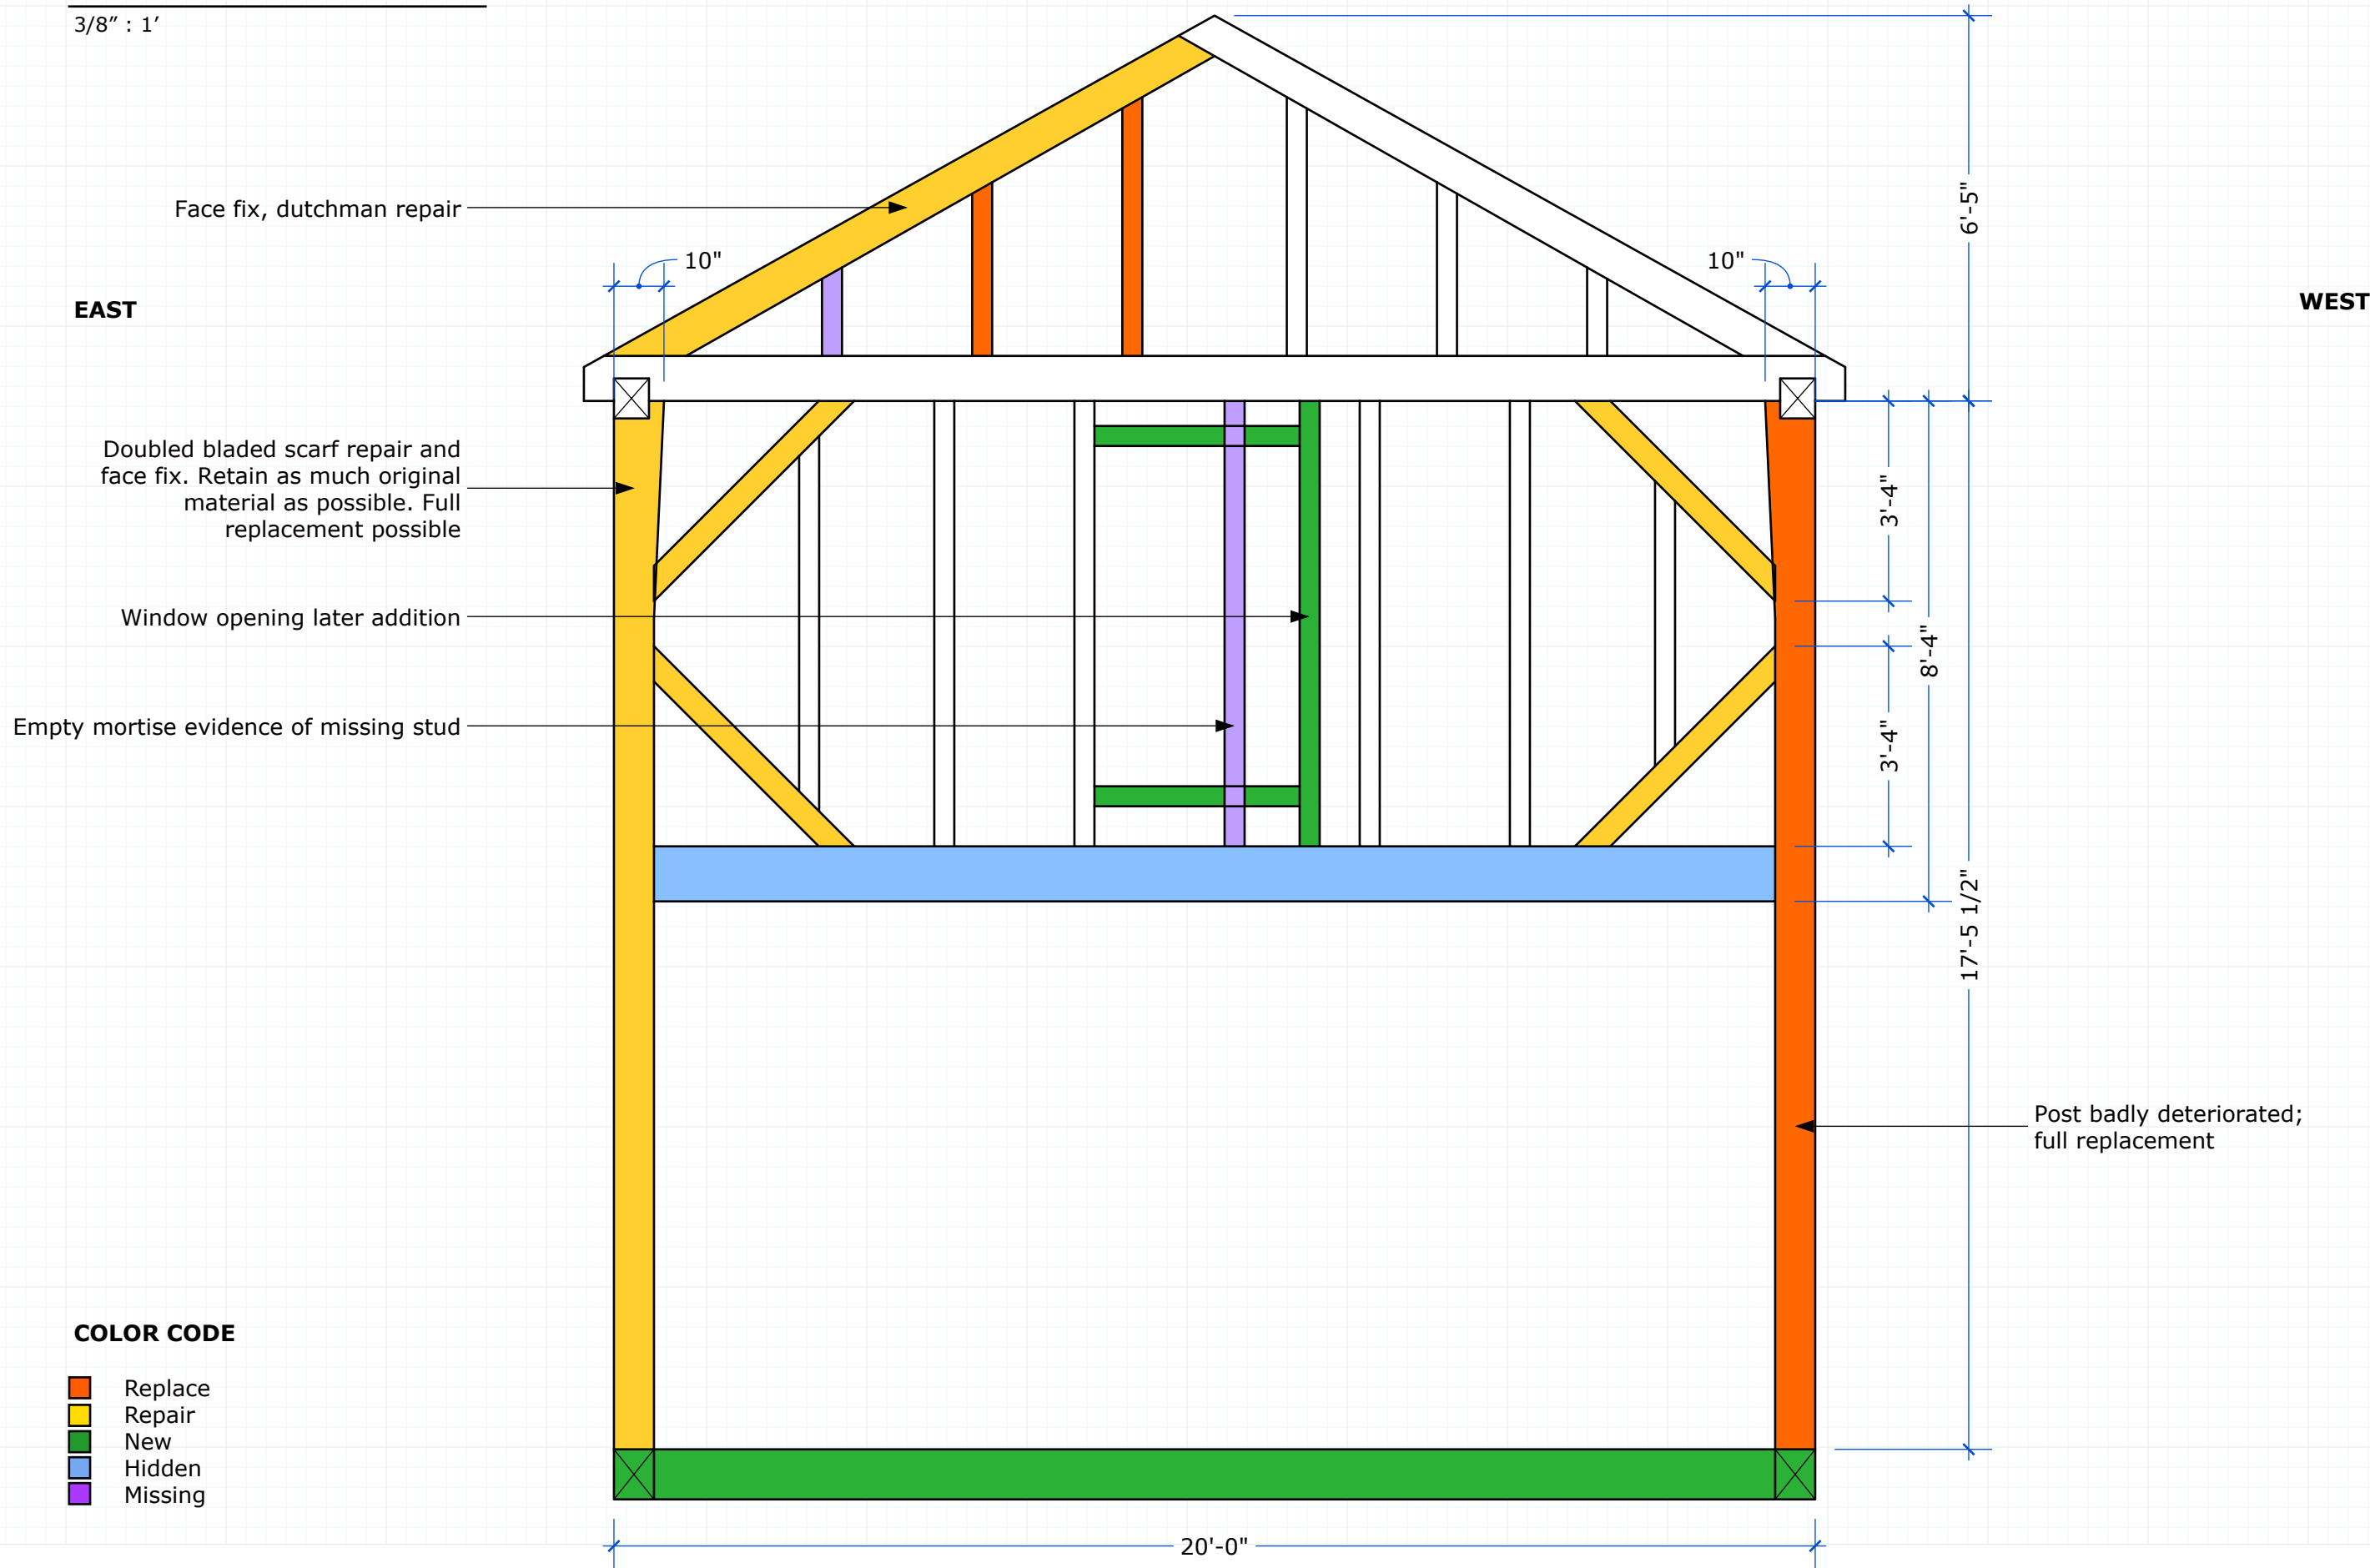 3/8” : 1’
6'-5"
Face fix, dutchman repair
10"
10"
EAST
WEST
Doubled bladed scarf repair and
face fix. Retain as much original
material as possible. Full
replacement possible
3'-4"
Window opening later addition
8'-4"
Empty mortise evidence of missing stud
3'-4"
17'-5 1/2"
Post badly deteriorated;
full replacement
COLOR CODE
Replace
Repair
New
Hidden
Missing
20'-0"